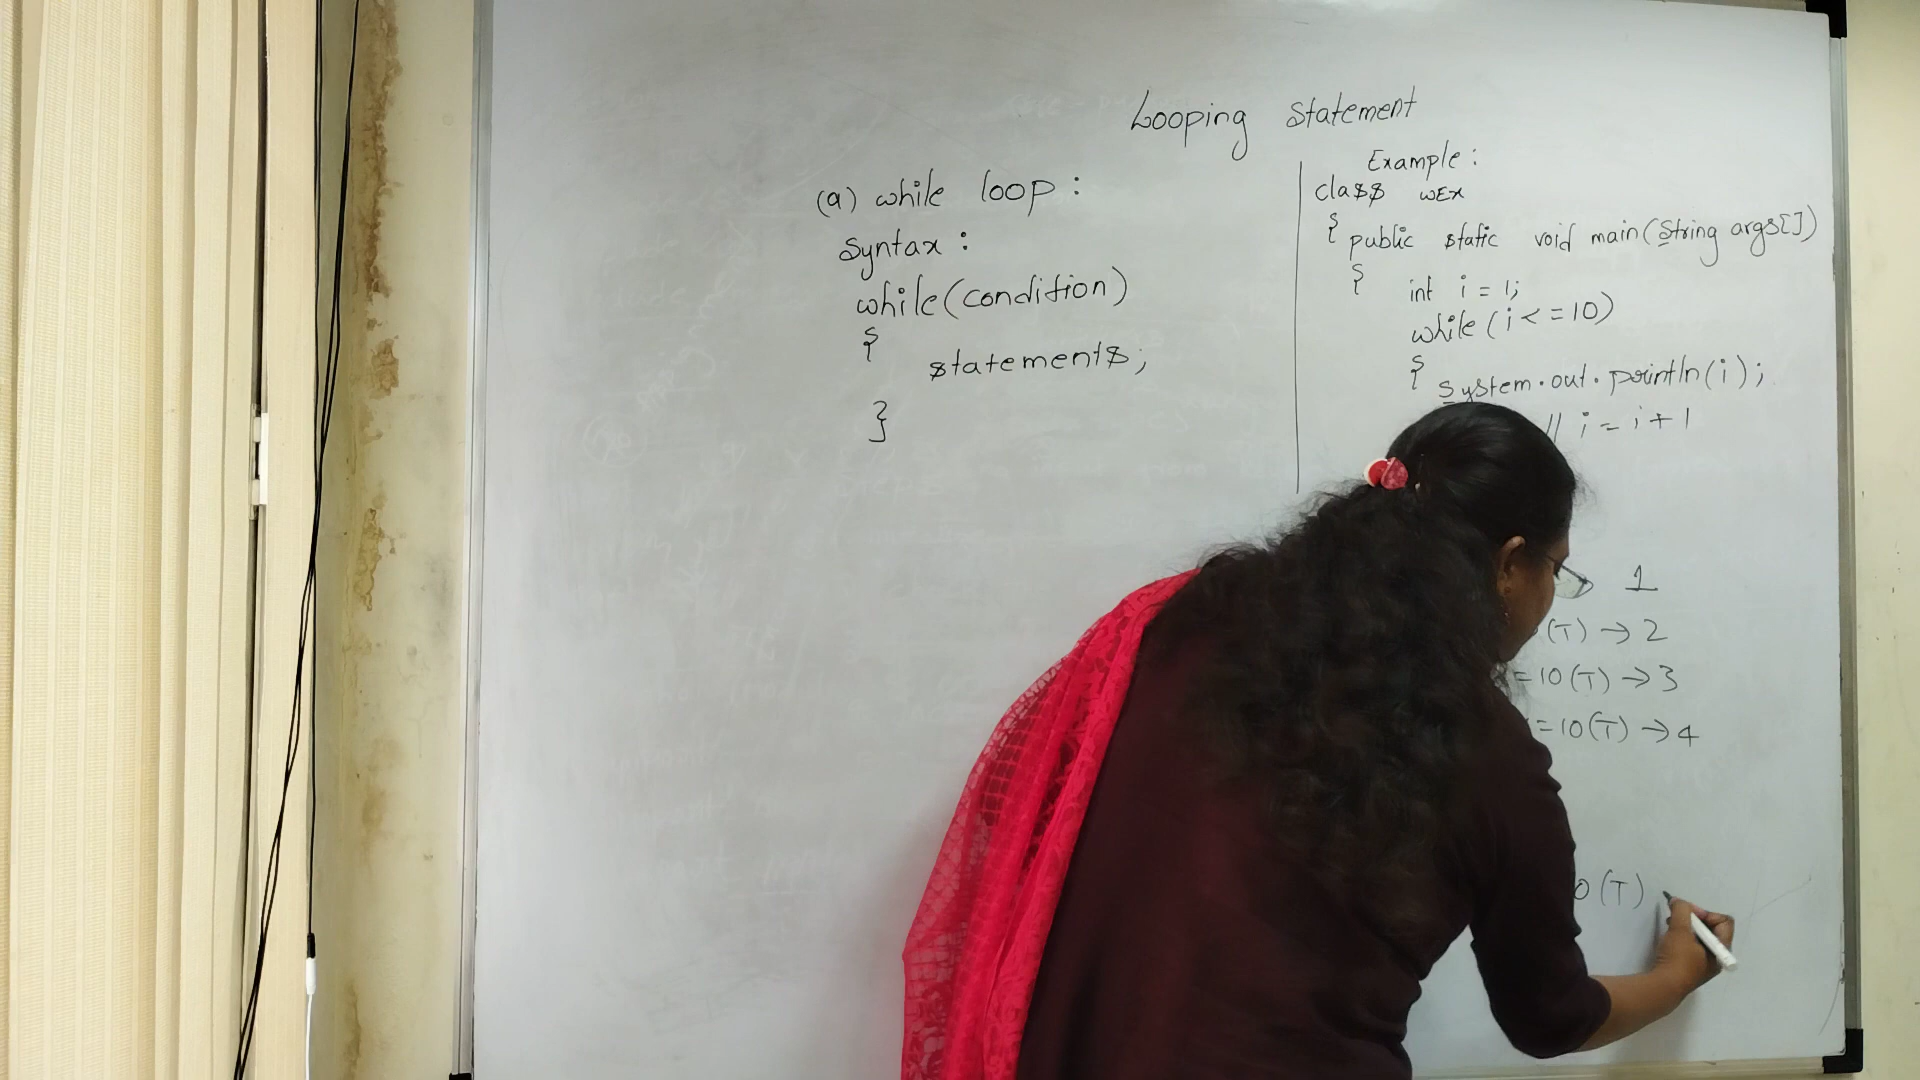 Looping Statement
(a) while loop :
Syntax :
while(condition)
{
statements;
}
Example :
class wEx
{ public static void main(String args[])
{
int i = 1;
while (i<=10)
{
System.out.println(i);
// i = i + 1
1
(T) → 2
=10(T) → 3
=10(T) → 4
0(T)